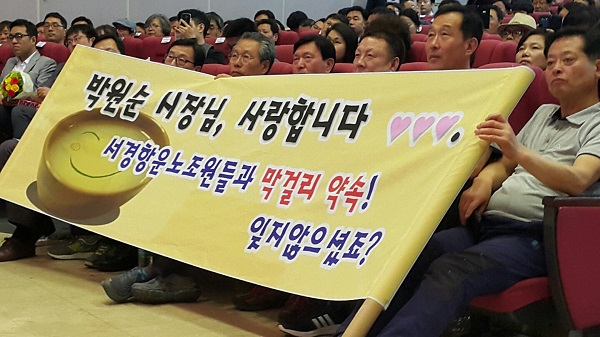 박원순 시장님, 사랑합니다 ♡♡♡.
서경항운노조원들과 막걸리 약속!
잊지않으셨죠?